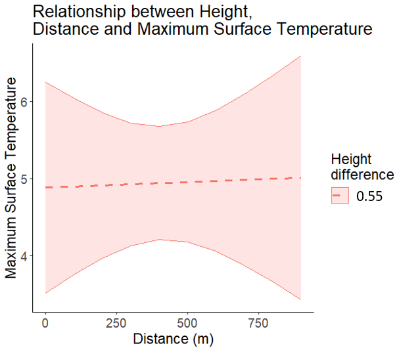 Relationship between Height,
Distance and Maximum Surface Temperature
Maximum Surface Temperature
6
5
4
0
250
500
750
Distance (m)
Height
difference
0.55